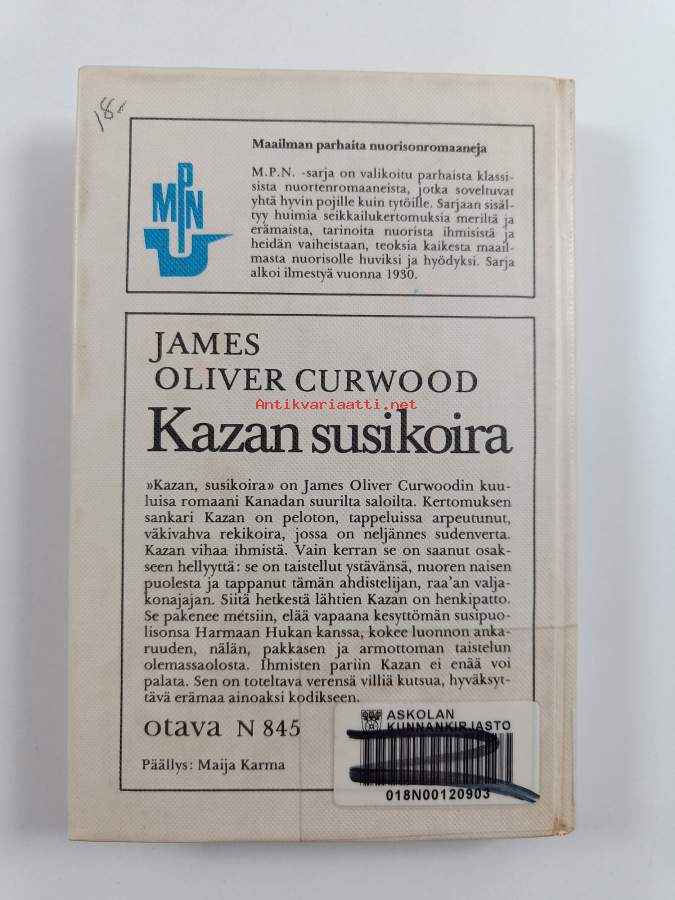 18.-
Maailman parhaita nuorisonromaaneja
MPN
M.P.N. -sarja on valikoitu parhaista klassi-
sista nuortenromaaneista, jotka soveltuvat
yhtä hyvin pojille kuin tytöille. Sarjaan sisäl-
tyy huimia seikkailukertomuksia meriltä ja
erämaista, tarinoita nuorista ihmisistä ja
heidän vaiheistaan, teoksia kaikesta maail-
masta nuorisolle huviksi ja hyödyksi. Sarja
alkoi ilmestyä vuonna 1930.
JAMES
OLIVER CURWOOD
Antikvariaatti.net
Kazan susikoira
»Kazan, susikoira» on James Oliver Curwoodin kuu-
luisa romaani Kanadan suurilta saloilta. Kertomuksen
sankari Kazan on peloton, tappeluissa arpeutunut,
väkivahva rekikoira, jossa on neljännes sudenverta.
Kazan vihaa ihmistä. Vain kerran se on saanut osak-
seen hellyyttä: se on taistellut ystävänsä, nuoren naisen
puolesta ja tappanut tämän ahdistelijan, raa'an valja-
konajajan. Siitä hetkestä lähtien Kazan on henkipatto.
Se pakenee metsiin, elää vapaana kesyttömän susipuo-
lisonsa Harmaan Hukan kanssa, kokee luonnon anka-
ruuden, nälän, pakkasen ja armottoman taistelun
olemassaolosta. Ihmisten pariin Kazan ei enää voi
palata. Sen on toteltava verensä villiä kutsua, hyväksyt-
tävä erämaa ainoaksi kodikseen.
otava N 845
Päällys: Maija Karma
ASKOLAN
KUNNANKIRJASTO
018N00120903